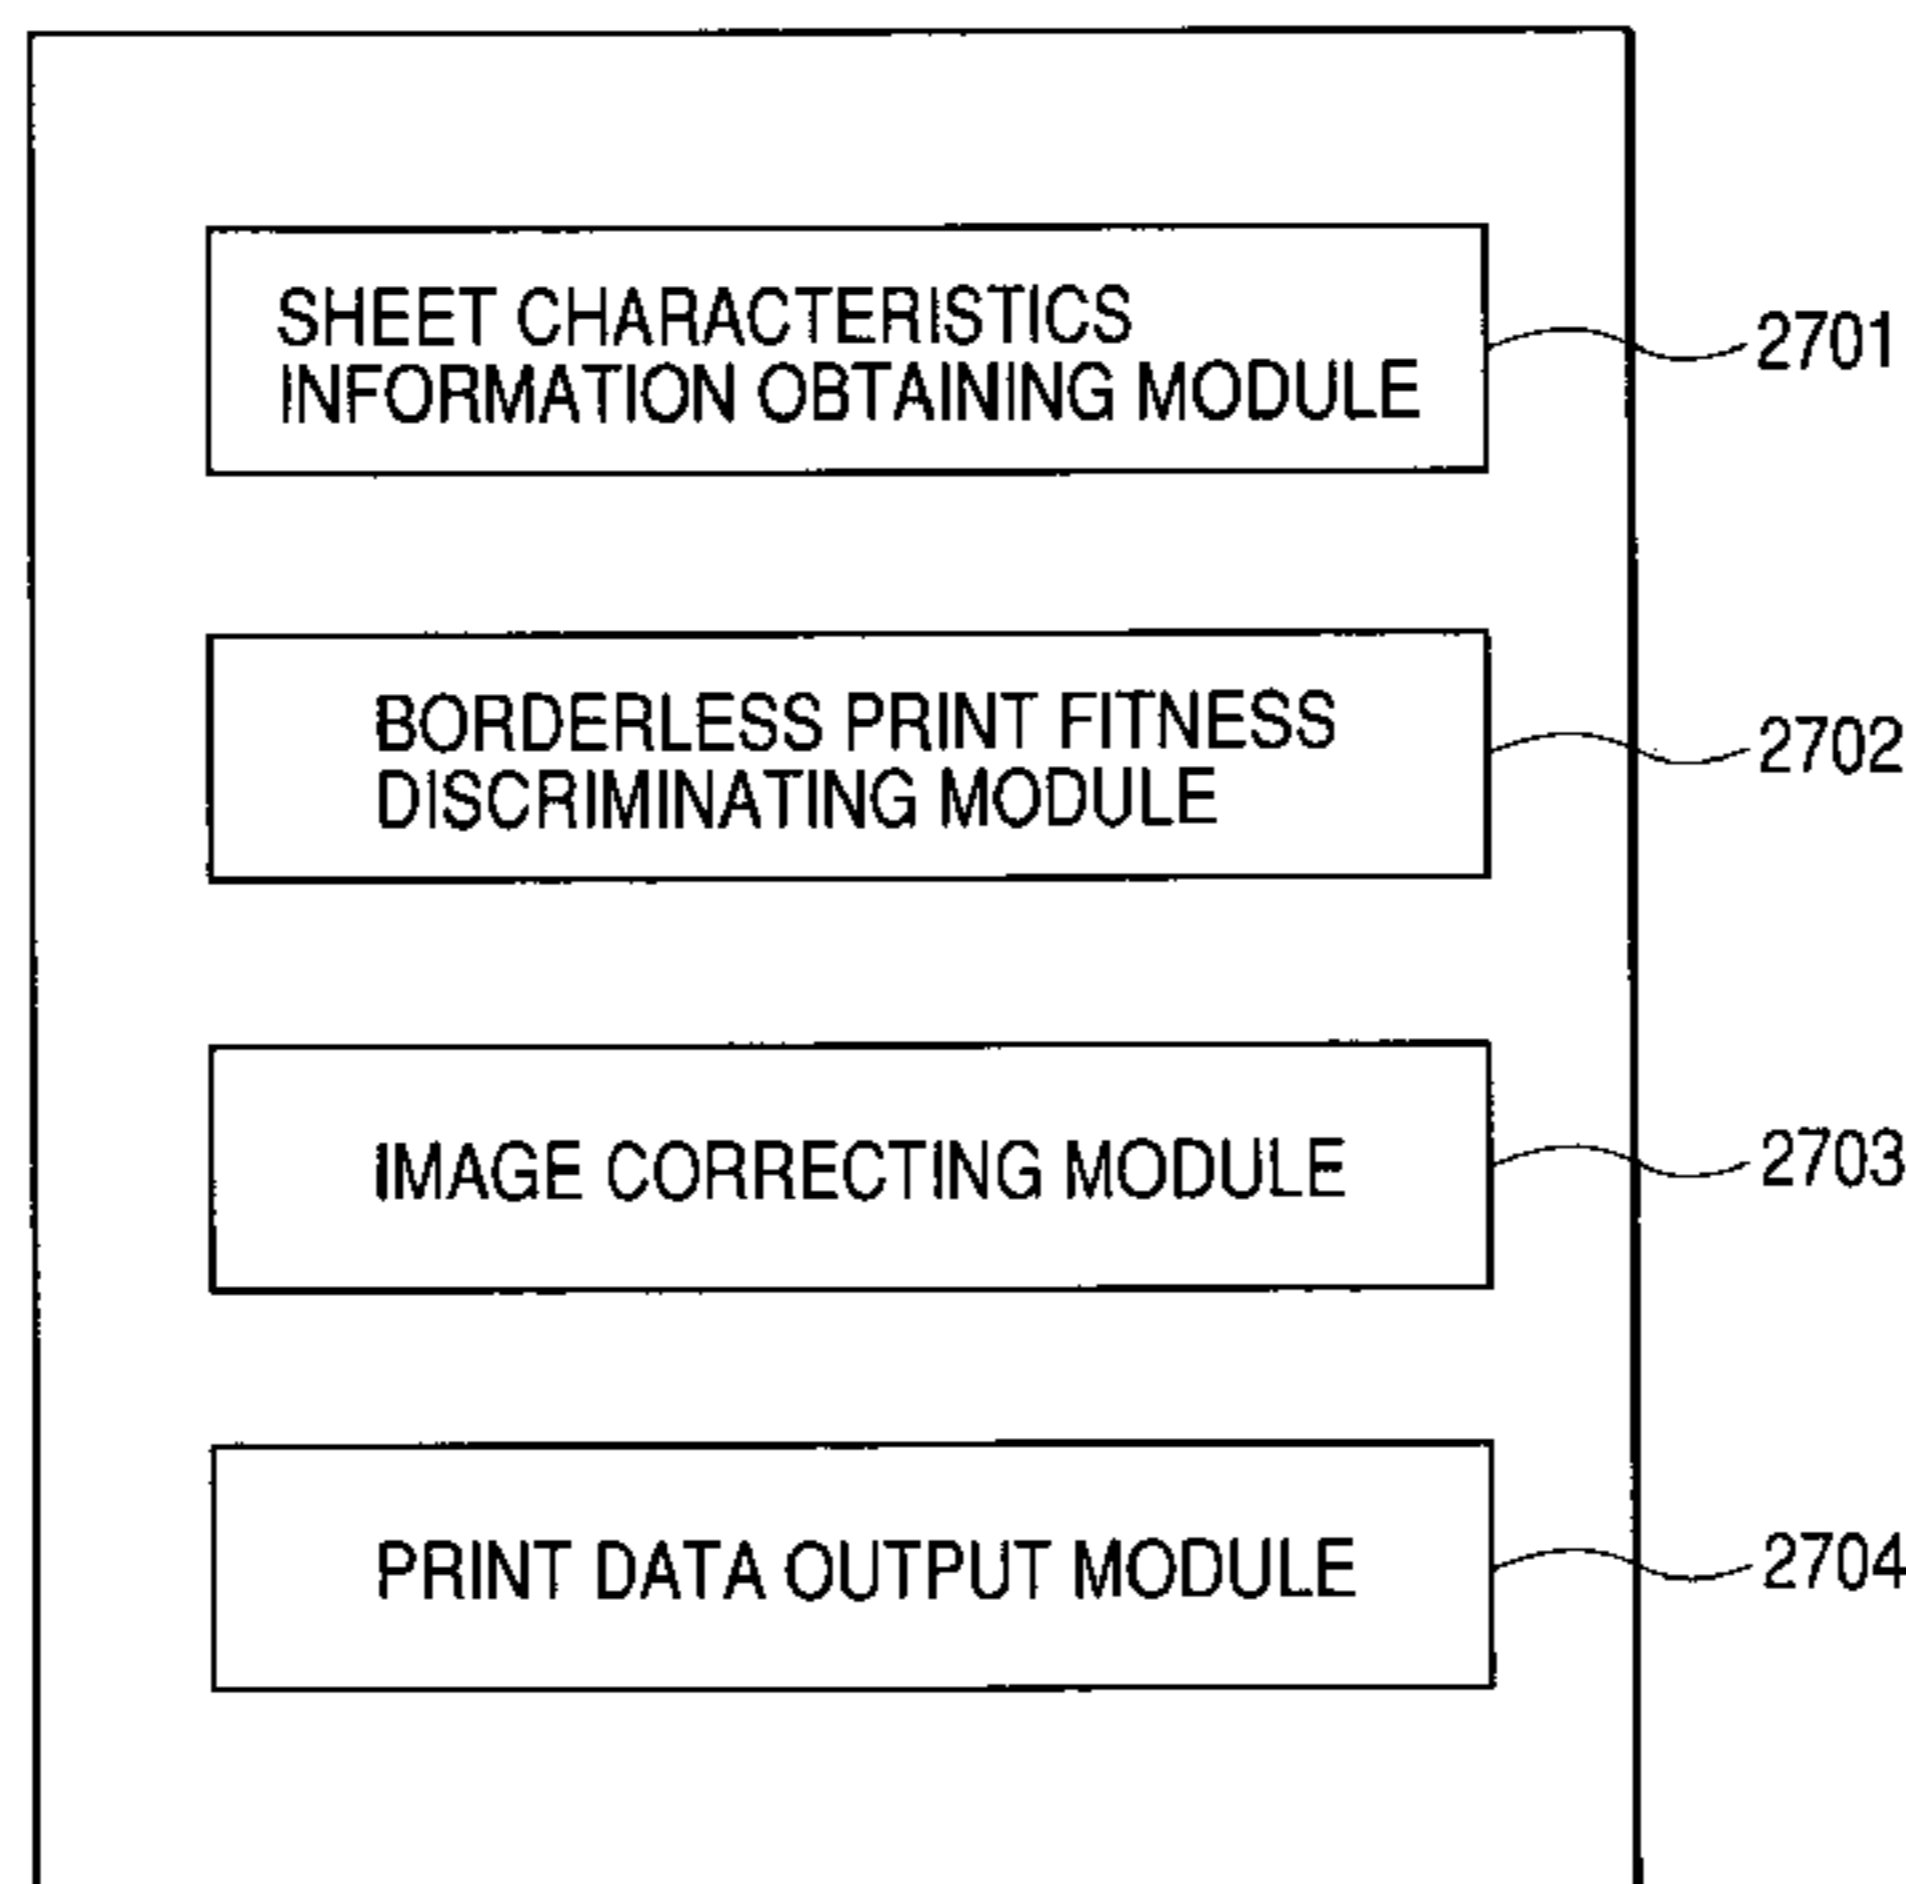 SHEET CHARACTERISTICS
INFORMATION OBTAINING MODULE
2701
BORDERLESS PRINT FITNESS
DISCRIMINATING MODULE
2702
IMAGE CORRECTING MODULE
2703
PRINT DATA OUTPUT MODULE
2704